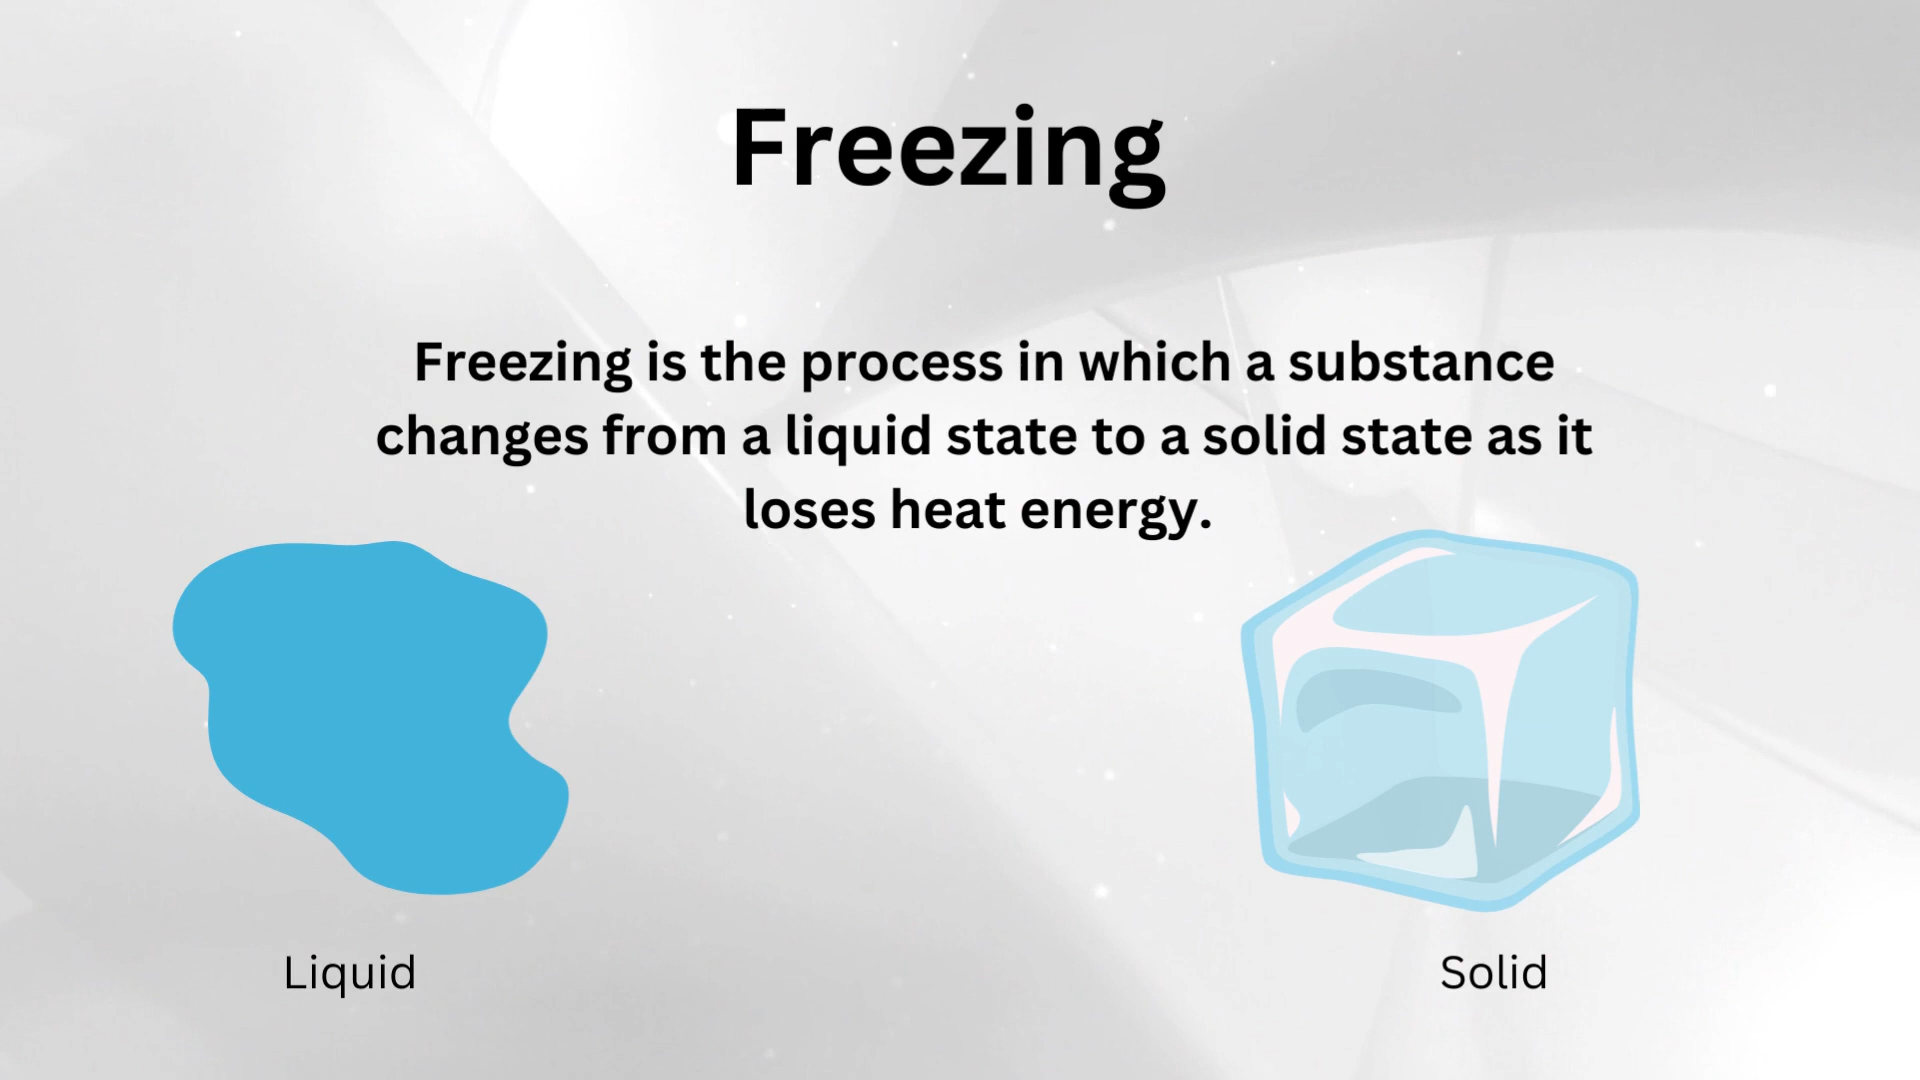 Freezing
Freezing is the process in which a substance
changes from a liquid state to a solid state as it
loses heat energy.
Liquid
Solid